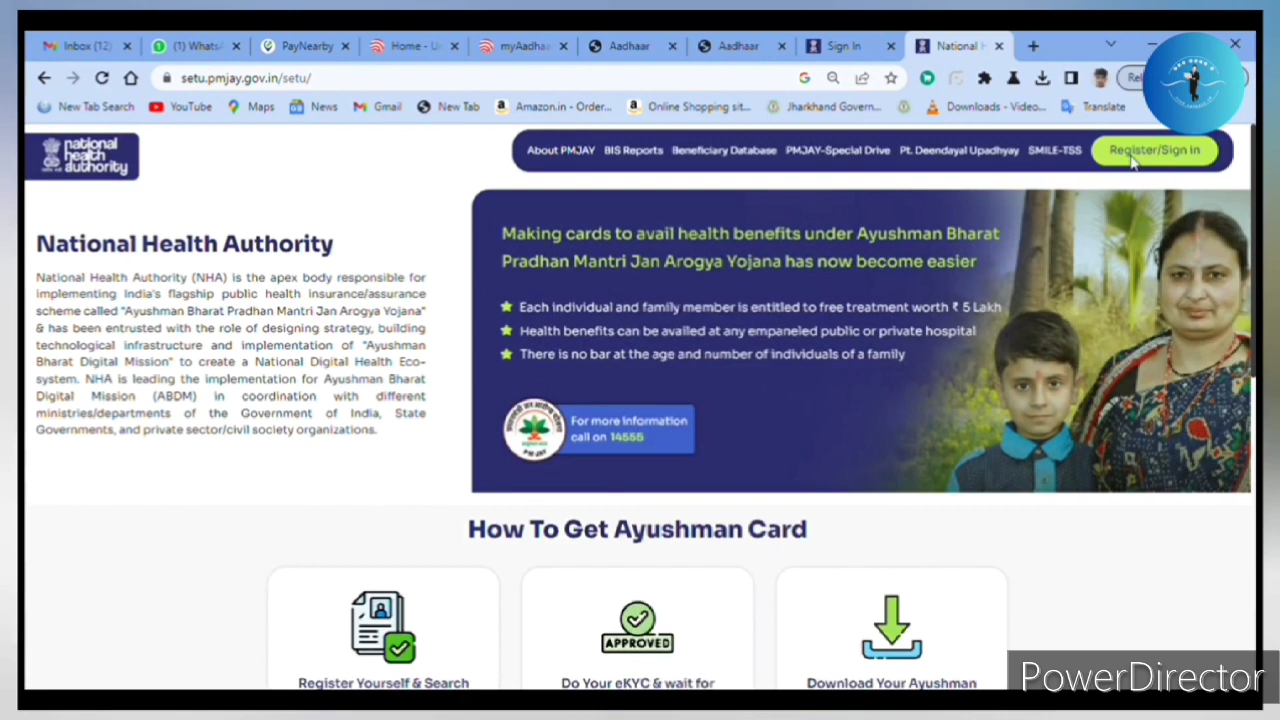 Inbox (12)
(1) Whats
PayNearby
Home - U
myAadha
Aadhaar
Aadhaar
Sign In
National H
setu.pmjay.gov.in/setu/
Rel
New Tab Search
YouTube
Maps
News
Gmail
New Tab
Amazon.in - Order...
Online Shopping sit...
Jharkhand Govern...
Downloads - Video...
Translate
national
health
authority
About PMJAY
BIS Reports
Beneficiary Database
PMJAY-Special Drive
Pt. Deendayal Upadhyay
SMILE-TSS
Register/Sign in
National Health Authority
National Health Authority (NHA) is the apex body responsible for
implementing India's flagship public health insurance/assurance
scheme called "Ayushman Bharat Pradhan Mantri Jan Arogya Yojana"
& has been entrusted with the role of designing strategy, building
technological infrastructure and implementation of "Ayushman
Bharat Digital Mission" to create a National Digital Health Eco-
system. NHA is leading the implementation for Ayushman Bharat
Digital Mission (ABDM) in coordination with different
ministries/departments of the Government of India, State
Governments, and private sector/civil society organizations.
Making cards to avail health benefits under Ayushman Bharat
Pradhan Mantri Jan Arogya Yojana has now become easier
Each individual and family member is entitled to free treatment worth ₹ 5 Lakh
Health benefits can be availed at any empaneled public or private hospital
There is no bar at the age and number of individuals of a family
For more information
call on 14555
PM-JAY
How To Get Ayushman Card
APPROVED
Register Yourself & Search
Do Your eKYC & wait for
Download Your Ayushman
PowerDirector